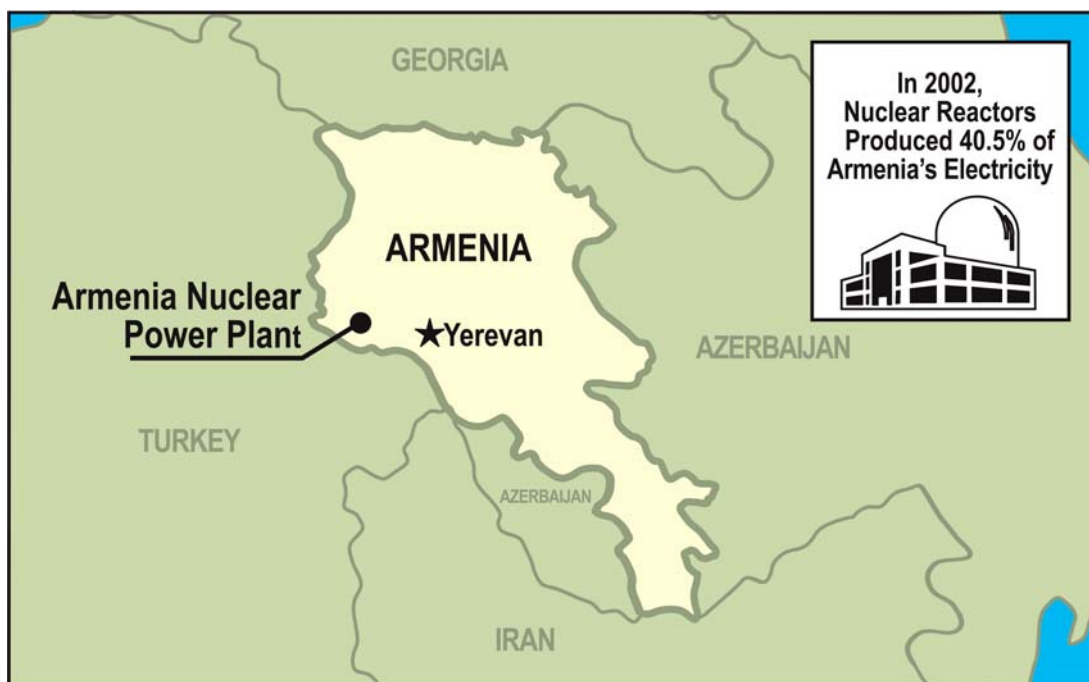 GEORGIA
In 2002,
Nuclear Reactors
Produced 40.5% of
Armenia's Electricity
ARMENIA
Armenia Nuclear
Power Plant
Yerevan
AZERBAIJAN
TURKEY
AZERBAIJAN
IRAN